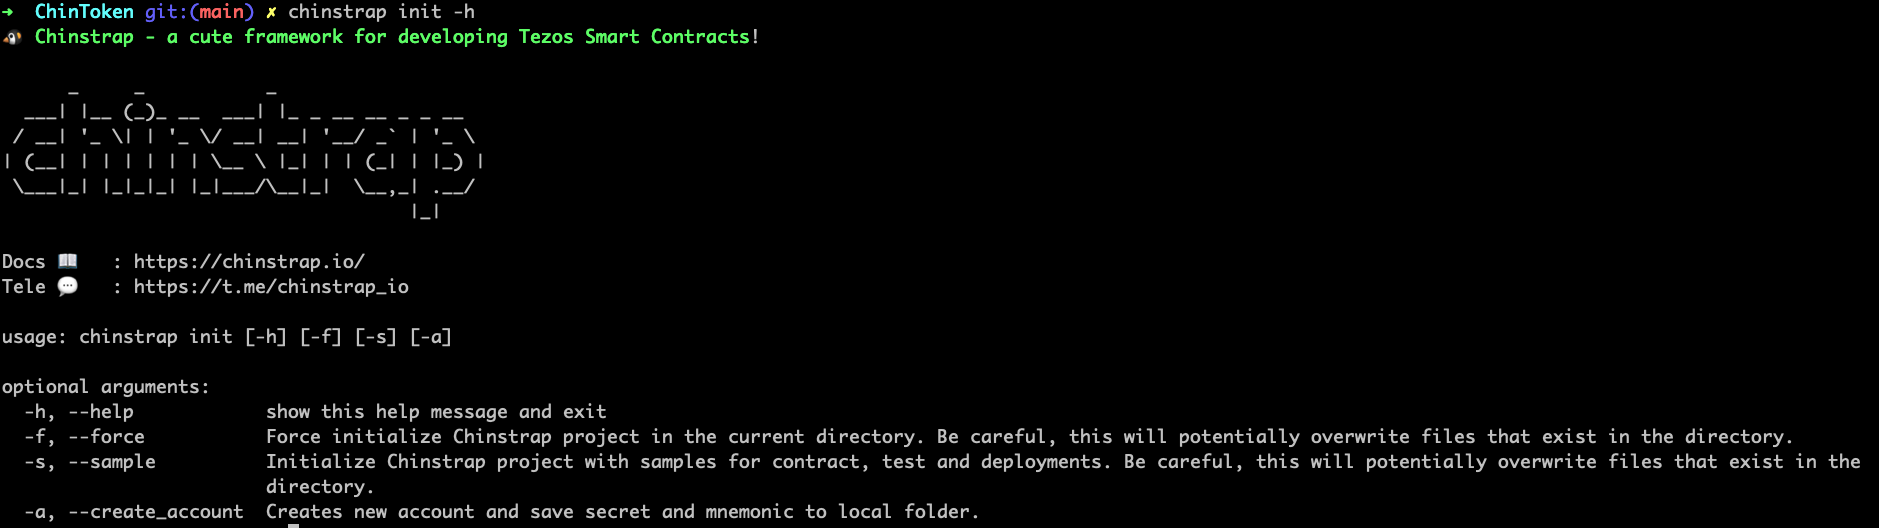 ➜  ChinToken git:(main) ✗ chinstrap init -h
🐧 Chinstrap - a cute framework for developing Tezos Smart Contracts!
      _     _           _
  ___| |__ (_)_ __  ___| |_ _ __ __ _ _ __
 / __| '_ \| | '_ \/ __| __| '__/ _` | '_ \
| (__| | | | | | | \__ \ |_| | | (_| | |_) |
 \___|_| |_|_|_| |_|___/\__|_|  \__,_| .__/
                                     |_|
Docs 📖   : https://chinstrap.io/
Tele 💬   : https://t.me/chinstrap_io
usage: chinstrap init [-h] [-f] [-s] [-a]
optional arguments:
  -h, --help            show this help message and exit
  -f, --force           Force initialize Chinstrap project in the current directory. Be careful, this will potentially overwrite files that exist in the directory.
  -s, --sample          Initialize Chinstrap project with samples for contract, test and deployments. Be careful, this will potentially overwrite files that exist in the
                        directory.
  -a, --create_account  Creates new account and save secret and mnemonic to local folder.